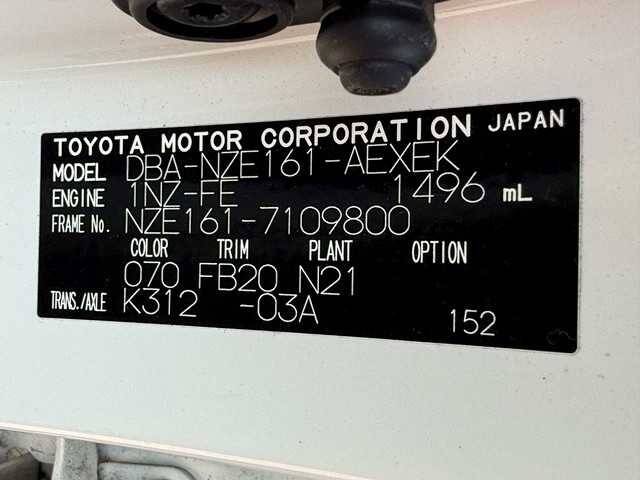 TOYOTA MOTOR CORPORATION JAPAN
MODEL DBA-NZE161-AEXEK
ENGINE 1NZ-FE 1496 mL
FRAME No. NZE161-7109800
COLOR TRIM PLANT OPTION
070 FB20 N21
TRANS./AXLE K312 -03A
152